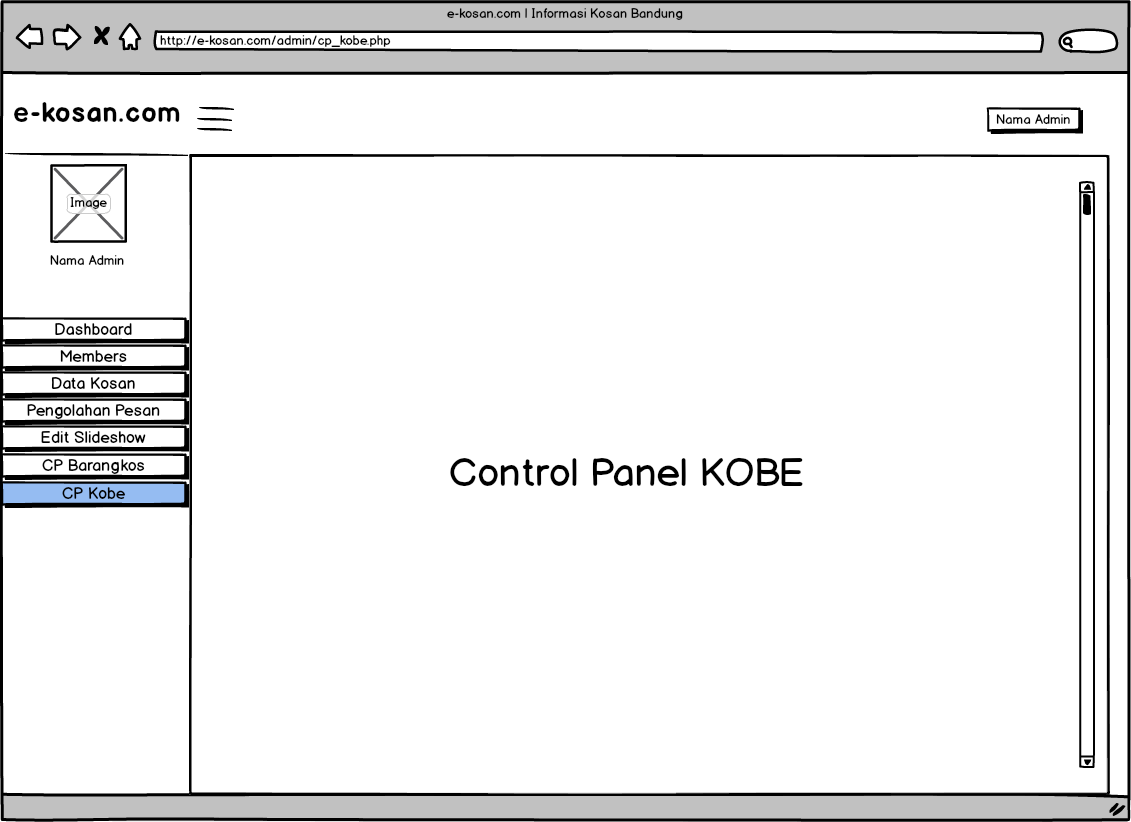 e-kosan.com | Informasi Kosan Bandung
http://e-kosan.com/admin/cp_kobe.php
e-kosan.com
Nama Admin
Image
Nama Admin
Dashboard
Members
Data Kosan
Pengolahan Pesan
Edit Slideshow
CP Barangkos
CP Kobe
Control Panel KOBE